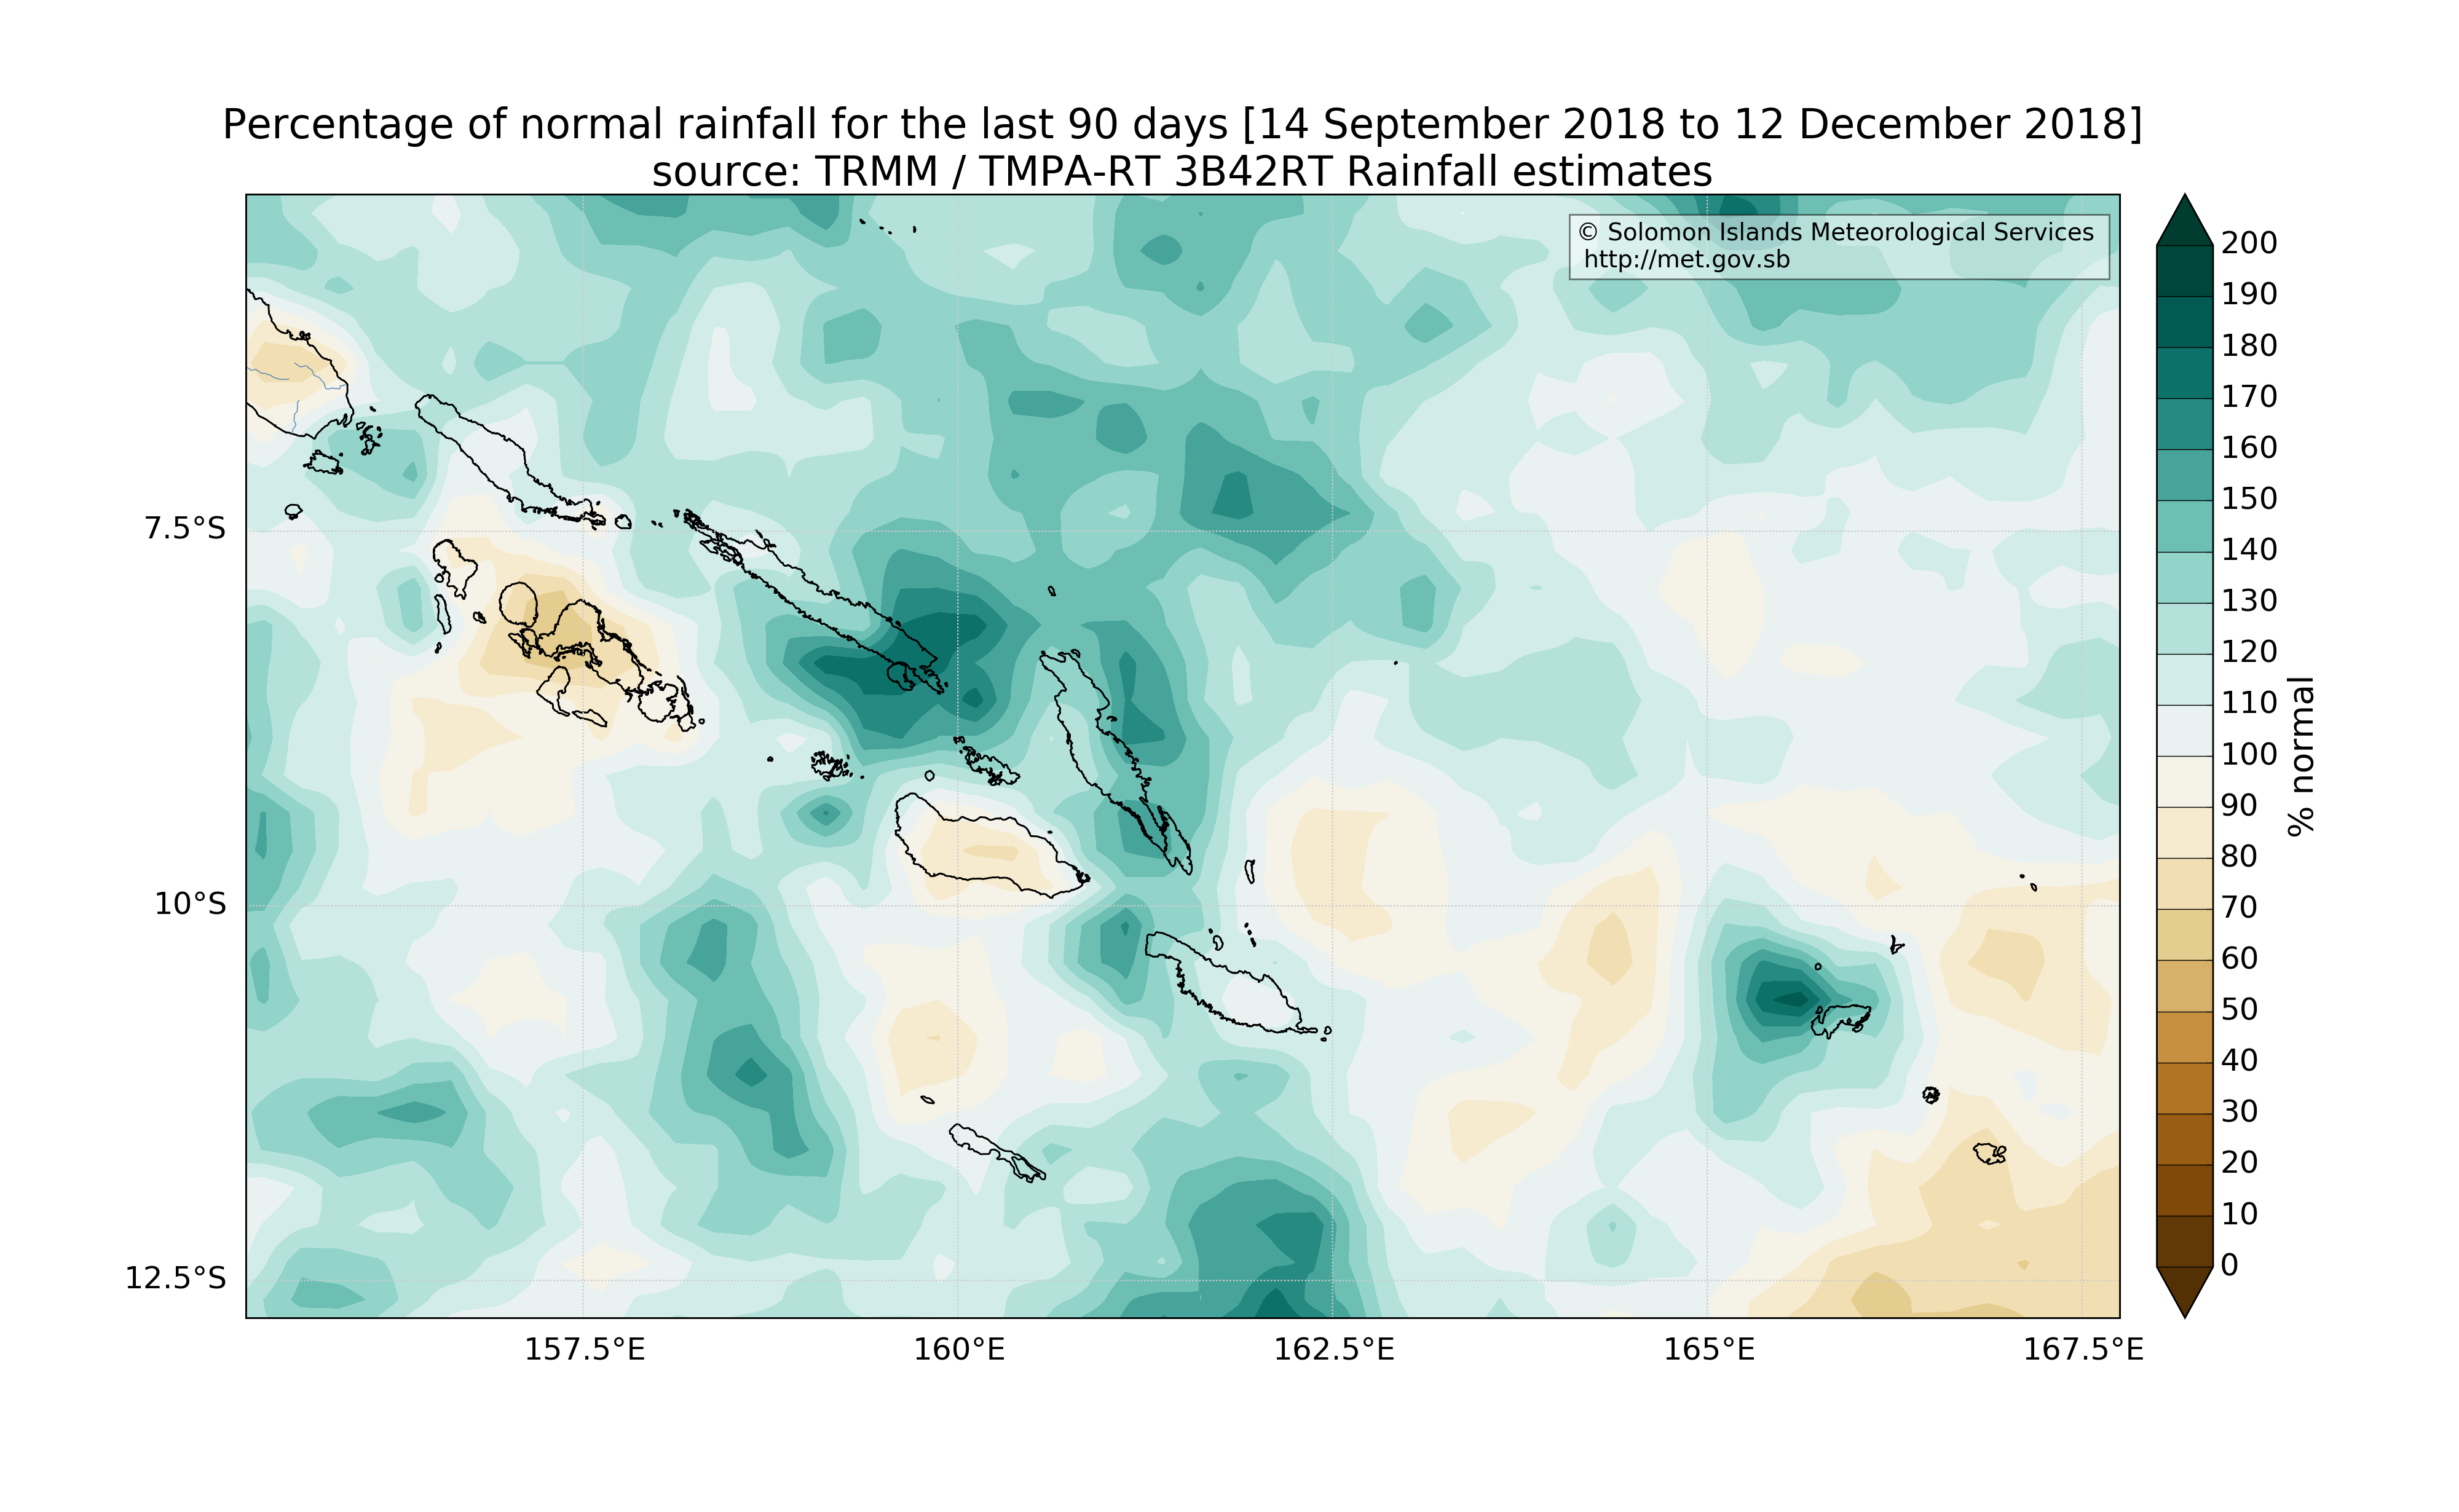 Percentage of normal rainfall for the last 90 days [14 September 2018 to 12 December 2018]
source: TRMM / TMPA-RT 3B42RT Rainfall estimates
© Solomon Islands Meteorological Services
http://met.gov.sb
7.5°S
10°S
12.5°S
157.5°E
160°E
162.5°E
165°E
167.5°E
200
190
180
170
160
150
140
130
120
110
100
90
80
70
60
50
40
30
20
10
0
% normal